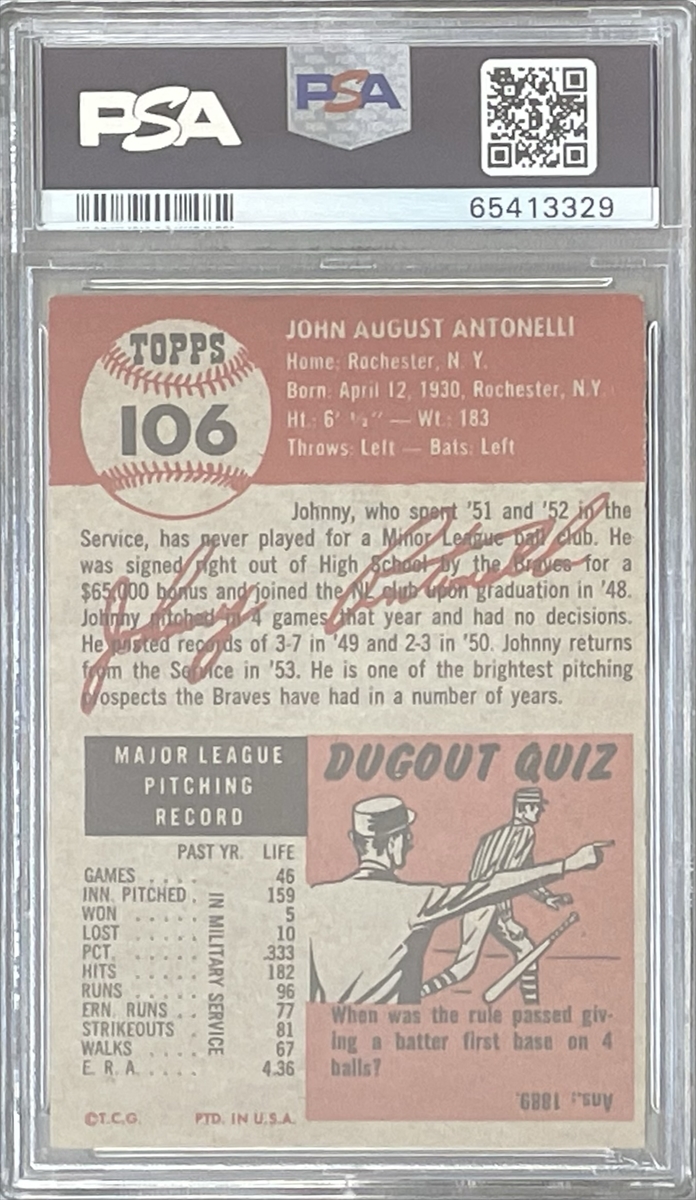 PSA
PSA
65413329
TOPPS
106
JOHN AUGUST ANTONELLI
Home: Rochester, N. Y.
Born: April 12, 1930, Rochester, N.Y.
Ht.: 6' ½" — Wt.: 183
Throws: Left — Bats: Left
Johnny, who spent '51 and '52 in the
Service, has never played for a Minor League ball club. He
was signed right out of High School by the Braves for a
$65,000 bonus and joined the NL club upon graduation in '48.
Johnny pitched in 4 games that year and had no decisions.
He posted records of 3-7 in '49 and 2-3 in '50. Johnny returns
from the Service in '53. He is one of the brightest pitching
prospects the Braves have had in a number of years.
Johnny Antonelli
MAJOR LEAGUE
PITCHING
RECORD
PAST YR. LIFE
GAMES . . . . . 46
INN. PITCHED . 159
WON . . . . . 5
LOST . . . . . 10
PCT. . . . . . .333
HITS . . . . . 182
RUNS . . . . . 96
ERN. RUNS . . 77
STRIKEOUTS . . 81
WALKS . . . . 67
E. R. A. . . . . 4.36
IN MILITARY SERVICE
©T.C.G. PTD. IN U.S.A.
DUGOUT QUIZ
When was the rule passed giv-
ing a batter first base on 4
balls?
Ans.: 1889.